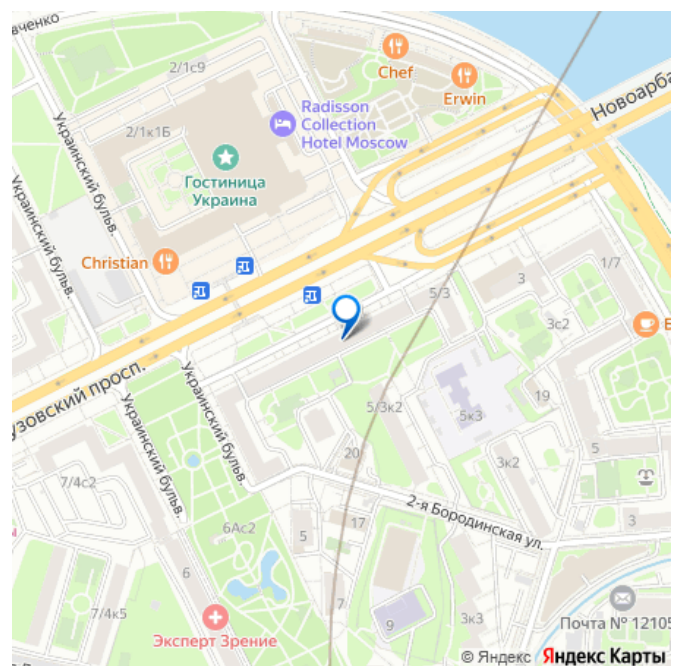 вченко
2/1с9
Chef
Erwin
Новоарба
Radisson
Collection
Hotel Moscow
Украинский бульв.
2/1к1Б
Гостиница
Украина
Украинский бульв.
Christian
1/7
3
5/3
3с2
узовский просп.
Украинский бульв.
Украинский бульв.
19
5/3к2
5к3
5
20
3к2
7/4с2
2-я Бородинская ул.
17
6Ас2
5
3
6
7
7/4к5
9
3к3
Эксперт Зрение
Почта № 12105
© Яндекс Яндекс Карты